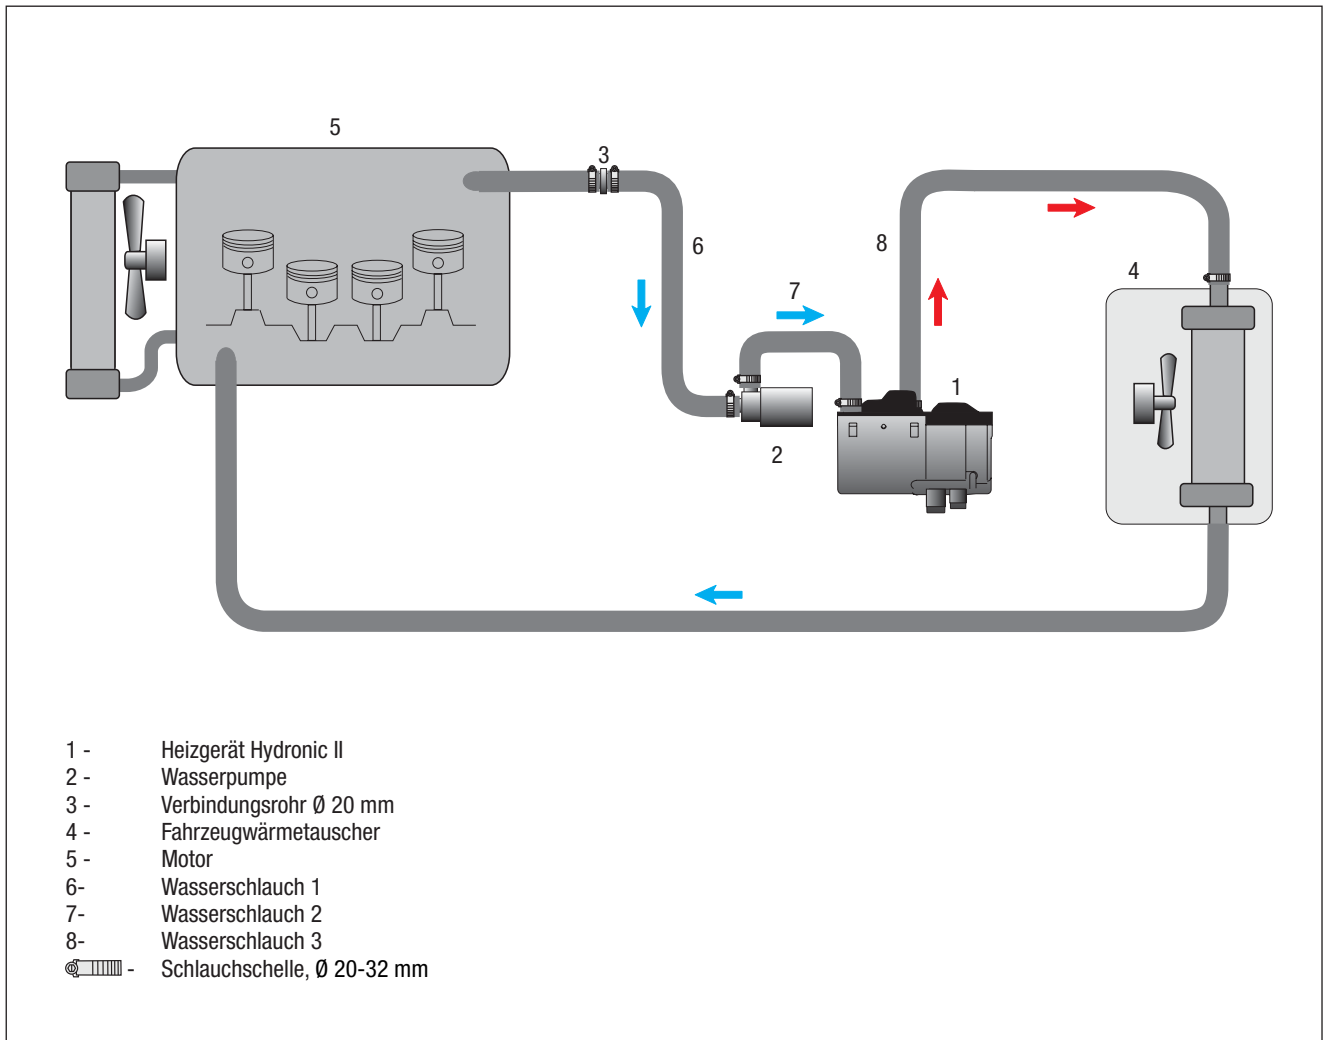 5
3
6
8
4
7
1
2
1 - Heizgerät Hydronic II
2 - Wasserpumpe
3 - Verbindungsrohr Ø 20 mm
4 - Fahrzeugwärmetauscher
5 - Motor
6- Wasserschlauch 1
7- Wasserschlauch 2
8- Wasserschlauch 3
- Schlauchschelle, Ø 20-32 mm